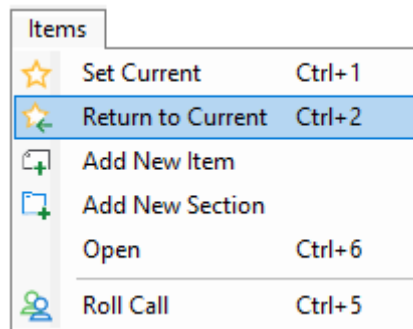 Items
Set Current Ctrl+1
Return to Current Ctrl+2
Add New Item
Add New Section
Open Ctrl+6
Roll Call Ctrl+5